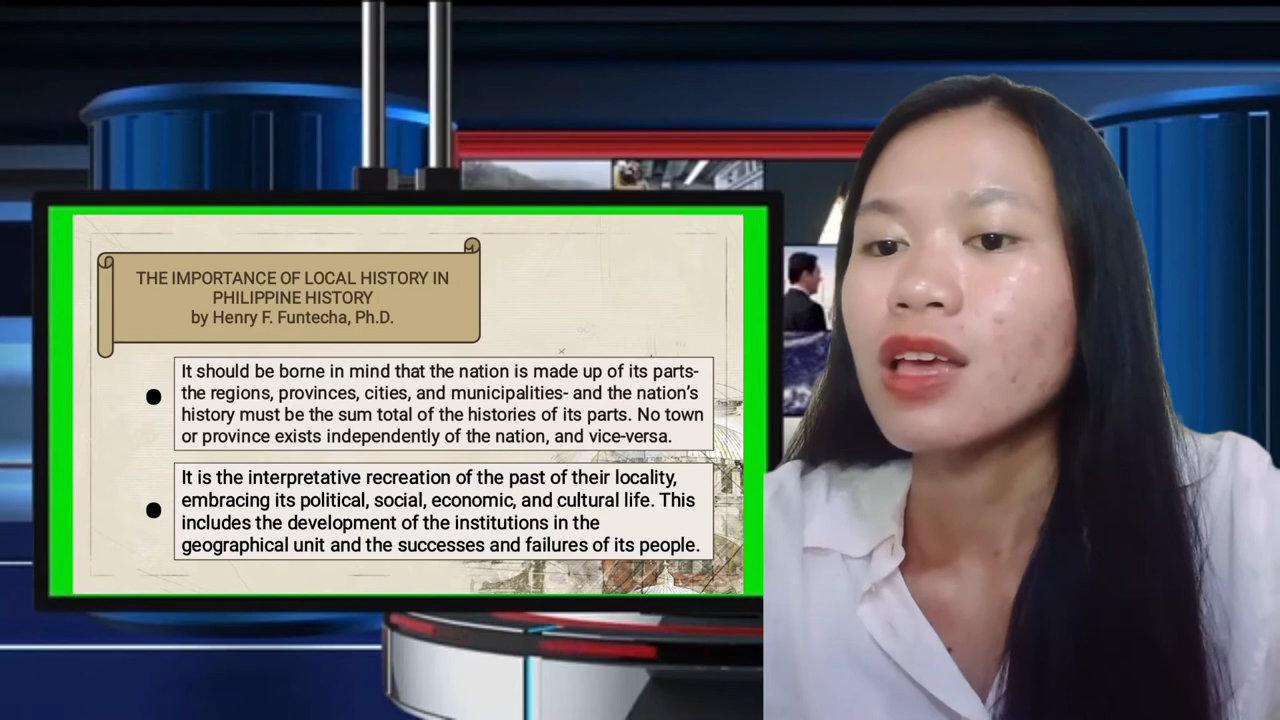 THE IMPORTANCE OF LOCAL HISTORY IN
PHILIPPINE HISTORY
by Henry F. Funtecha, Ph.D.
It should be borne in mind that the nation is made up of its parts-
the regions, provinces, cities, and municipalities- and the nation's
history must be the sum total of the histories of its parts. No town
or province exists independently of the nation, and vice-versa.
It is the interpretative recreation of the past of their locality,
embracing its political, social, economic, and cultural life. This
includes the development of the institutions in the
geographical unit and the successes and failures of its people.